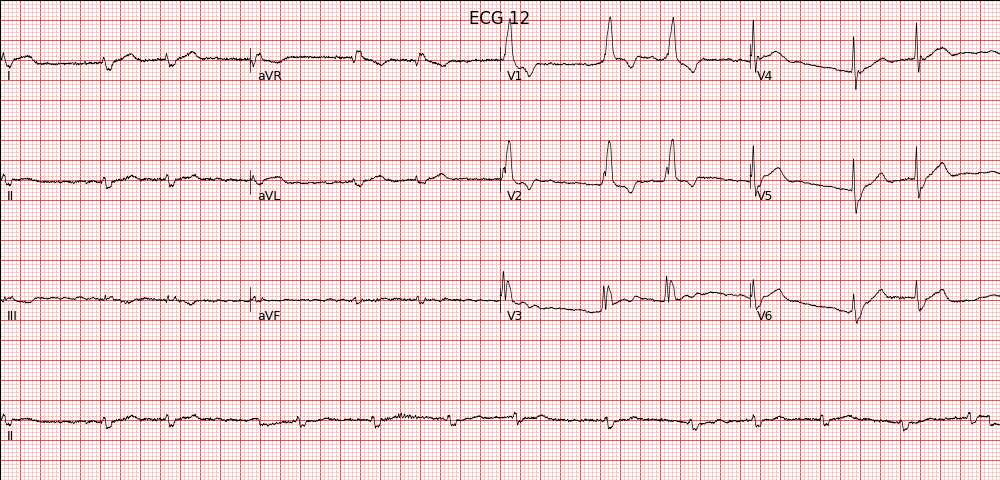 ECG 12
I aVR V1 V4
II aVL V2 V5
III aVF V3 V6
II